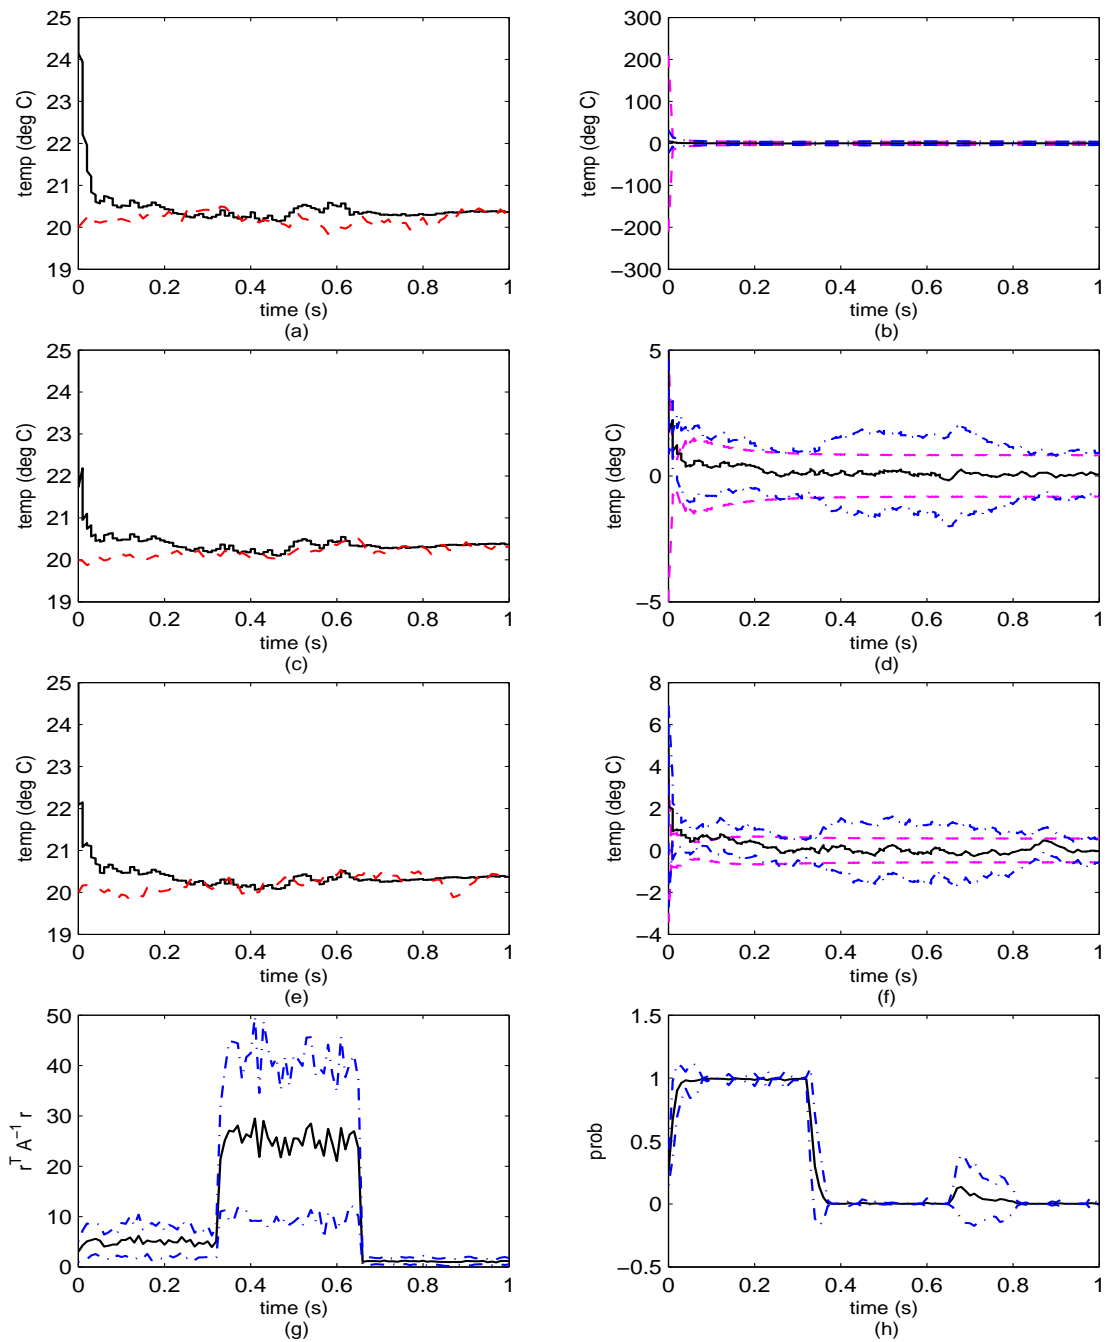 25
24
23
22
21
20
19
temp (deg C)
0 0.2 0.4 0.6 0.8 1
time (s)
(a)
300
200
100
0
−100
−200
−300
temp (deg C)
0 0.2 0.4 0.6 0.8 1
time (s)
(b)
25
24
23
22
21
20
19
temp (deg C)
0 0.2 0.4 0.6 0.8 1
time (s)
(c)
5
0
−5
temp (deg C)
0 0.2 0.4 0.6 0.8 1
time (s)
(d)
25
24
23
22
21
20
19
temp (deg C)
0 0.2 0.4 0.6 0.8 1
time (s)
(e)
8
6
4
2
0
−2
−4
temp (deg C)
0 0.2 0.4 0.6 0.8 1
time (s)
(f)
50
40
30
20
10
0
r^T A^−1 r
0 0.2 0.4 0.6 0.8 1
time (s)
(g)
1.5
1
0.5
0
−0.5
prob
0 0.2 0.4 0.6 0.8 1
time (s)
(h)